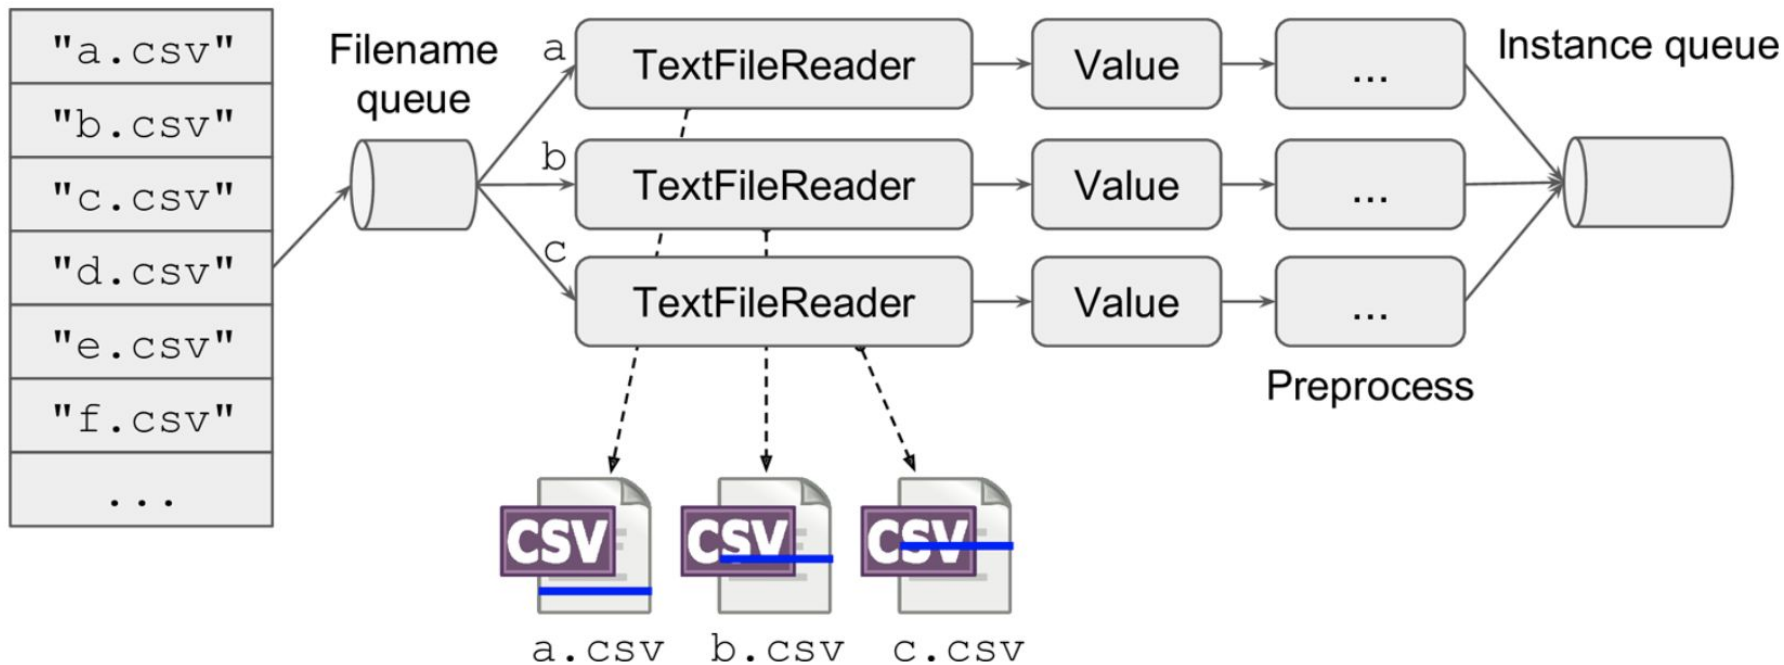 "a.csv"
"b.csv"
"c.csv"
"d.csv"
"e.csv"
"f.csv"
...
Filename
queue
a
TextFileReader
Value
...
b
TextFileReader
Value
...
c
TextFileReader
Value
...
Preprocess
Instance queue
CSV
CSV
CSV
a.csv
b.csv
c.csv